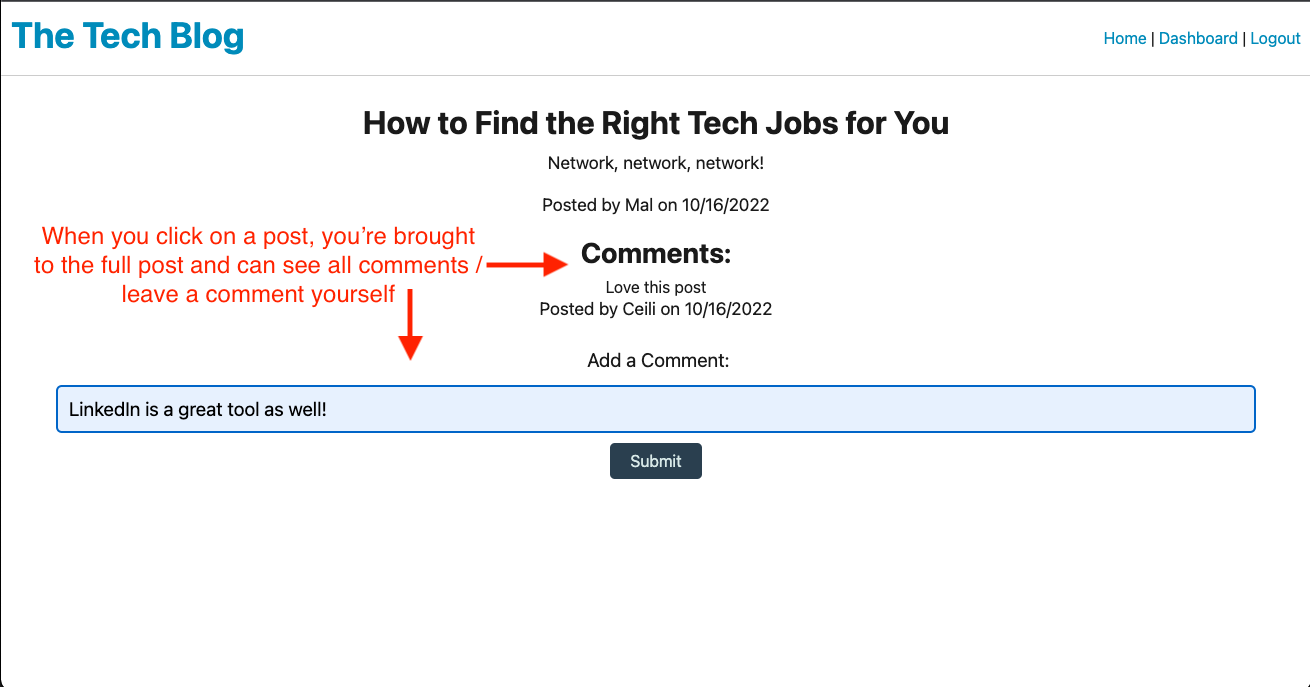 The Tech Blog
Home | Dashboard | Logout
How to Find the Right Tech Jobs for You
Network, network, network!
Posted by Mal on 10/16/2022
When you click on a post, you’re brought
to the full post and can see all comments /
leave a comment yourself
Comments:
Love this post
Posted by Ceili on 10/16/2022
Add a Comment:
LinkedIn is a great tool as well!
Submit